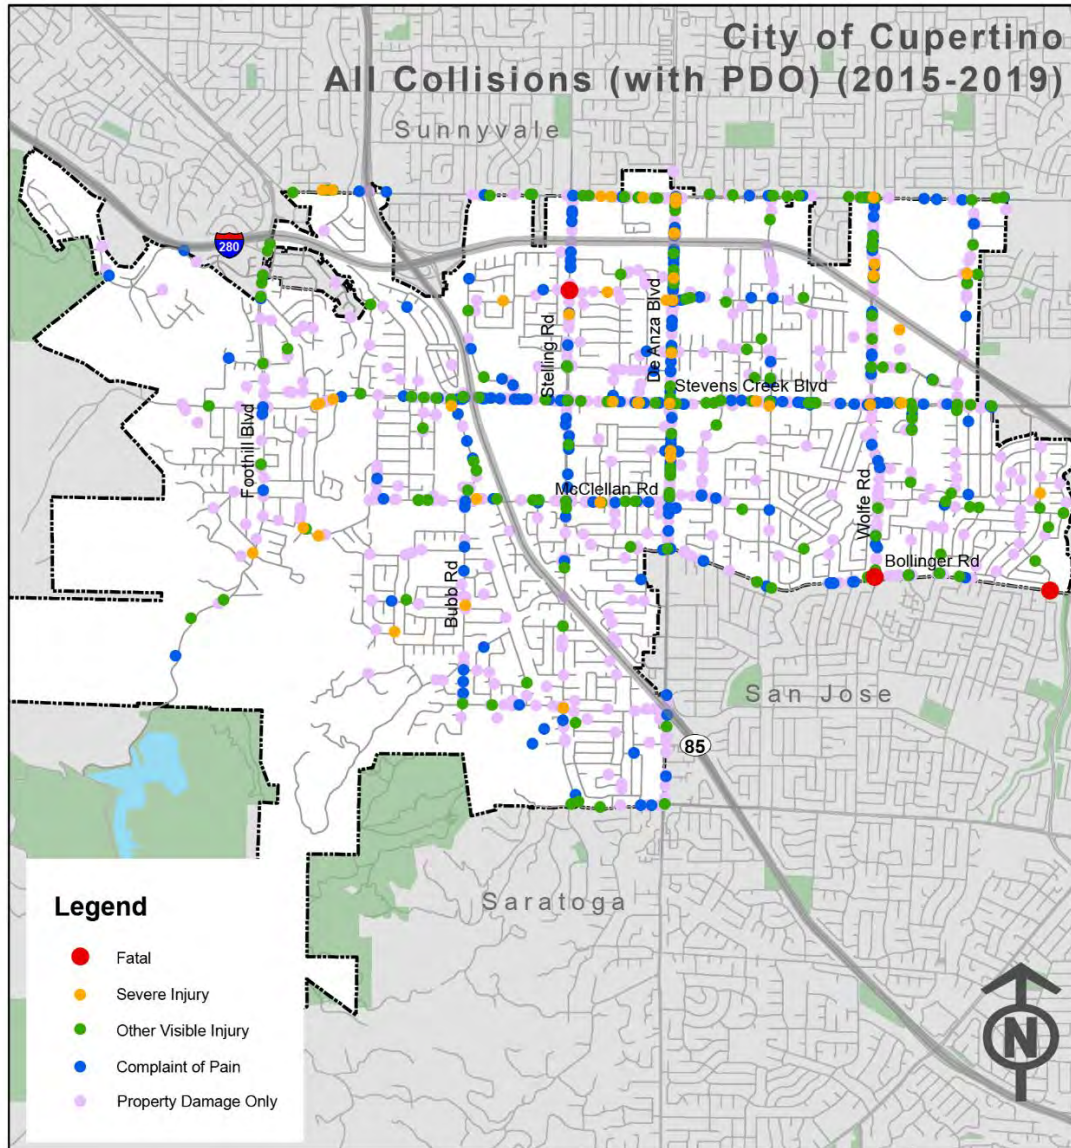 City of Cupertino
All Collisions (with PDO) (2015-2019)
Sunnyvale
280
Stelling Rd
De Anza Blvd
Stevens Creek Blvd
Foothill Blvd
McClellan Rd
Wolfe Rd
Bollinger Rd
Bubb Rd
San Jose
85
Saratoga
Legend
Fatal
Severe Injury
Other Visible Injury
Complaint of Pain
Property Damage Only
N